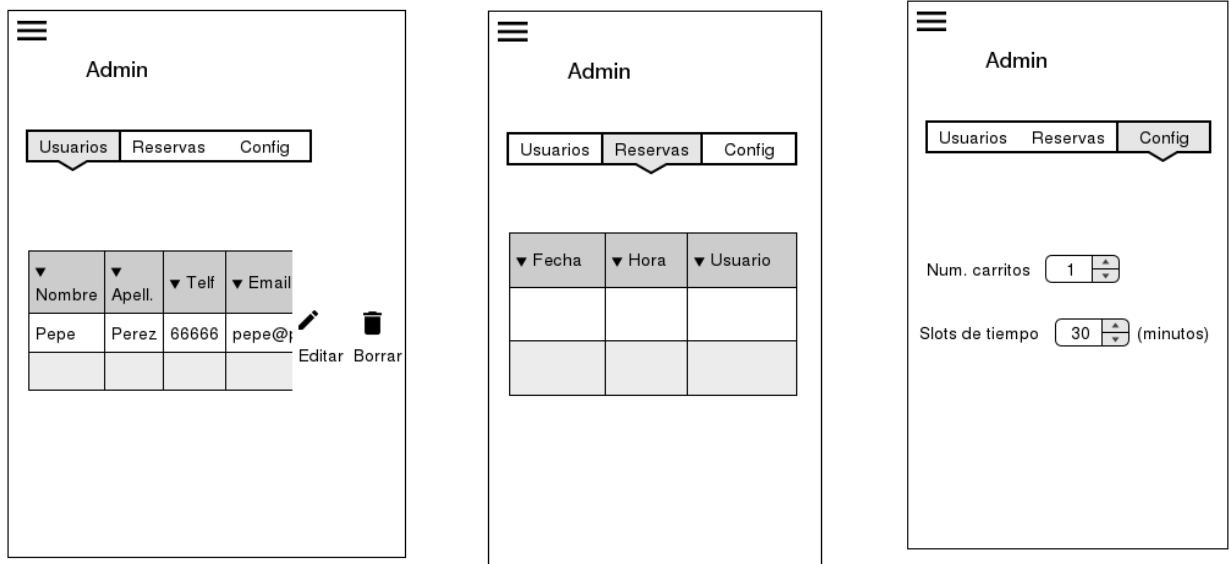 Admin
Usuarios Reservas Config
▼ Nombre ▼ Apell. ▼ Telf ▼ Email
Pepe Perez 66666 pepe@p
Editar Borrar
Admin
Usuarios Reservas Config
▼ Fecha ▼ Hora ▼ Usuario
Admin
Usuarios Reservas Config
Num. carritos 1
Slots de tiempo 30 (minutos)